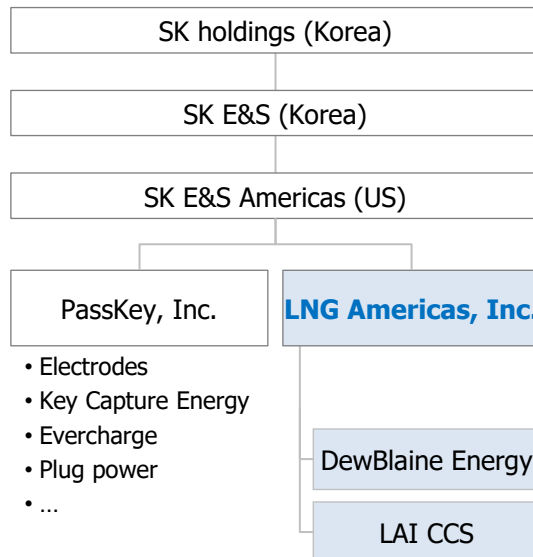 SK holdings (Korea)
SK E&S (Korea)
SK E&S Americas (US)
PassKey, Inc.
LNG Americas, Inc.
• Electrodes
• Key Capture Energy
• Evercharge
• Plug power
• ...
DewBlaine Energy
LAI CCS